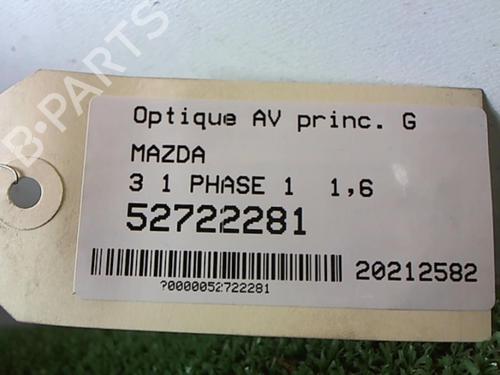 B-PARTS
Optique AV princ. G
MAZDA
3 1 PHASE 1 1,6
52722281
20212582
?0000052722281